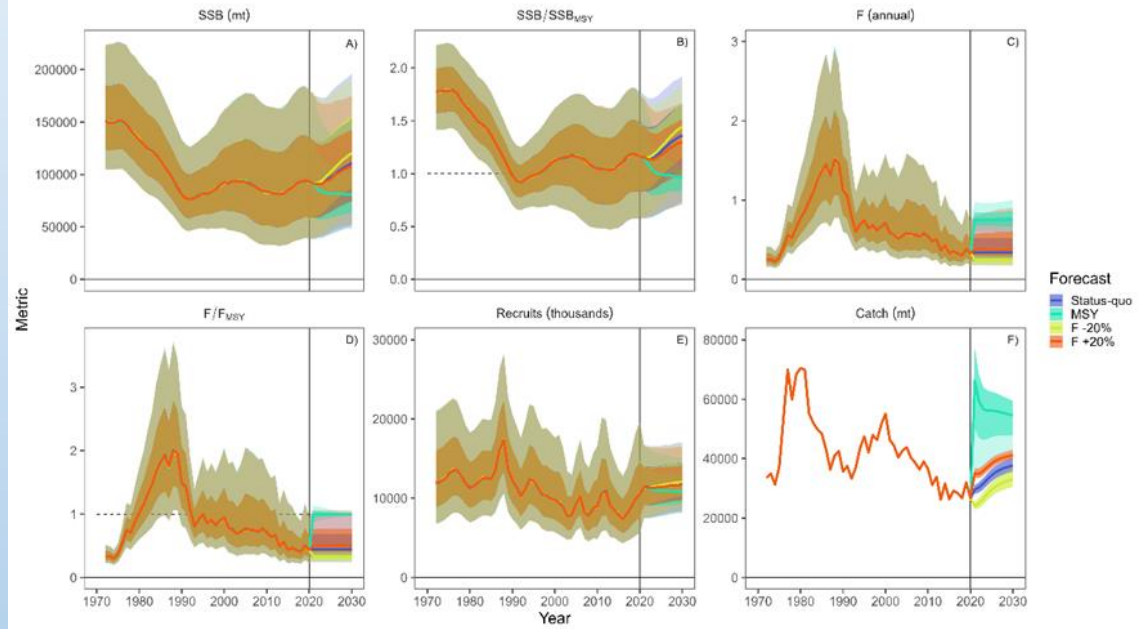 SSB (mt)
SSB/SSBMSY
F (annual)
A)
B)
C)
200000
150000
100000
50000
0
2.0
1.5
1.0
0.5
0.0
3
2
1
0
Metric
F/FMSY
Recruits (thousands)
Catch (mt)
D)
E)
F)
3
2
1
0
30000
20000
10000
0
80000
60000
40000
20000
0
1970 1980 1990 2000 2010 2020 2030
1970 1980 1990 2000 2010 2020 2030
1970 1980 1990 2000 2010 2020 2030
Year
Forecast
Status-quo
MSY
F -20%
F +20%